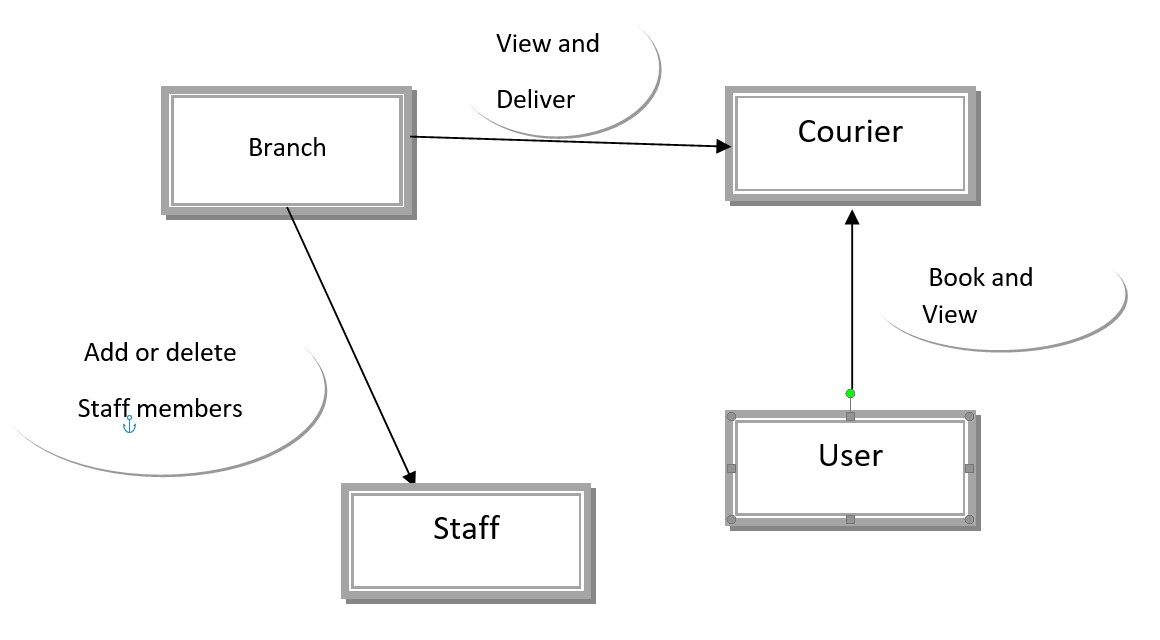 View and
Deliver
Branch
Courier
Book and
View
Add or delete
Staff members
User
Staff